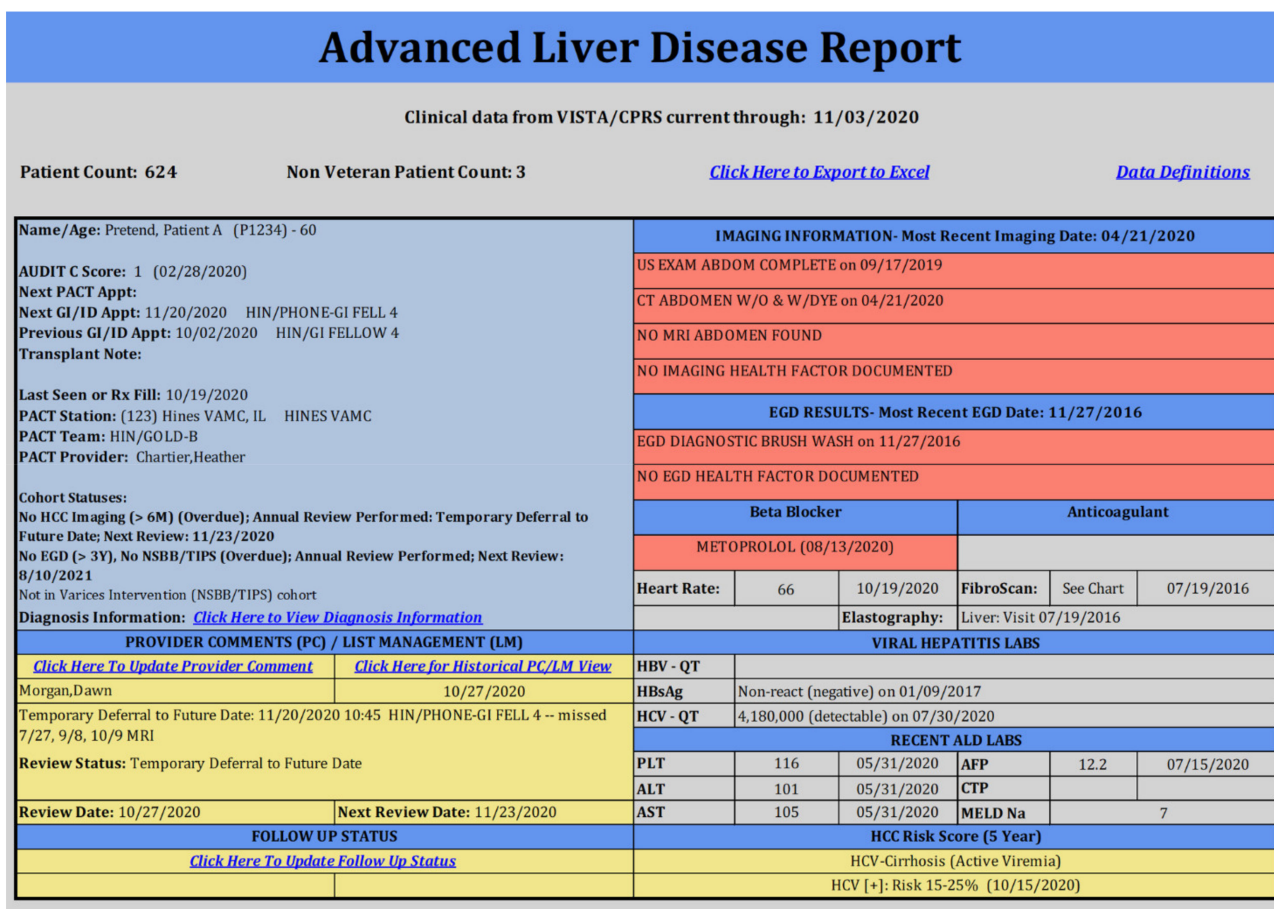 Advanced Liver Disease Report
Clinical data from VISTA/CPRS current through: 11/03/2020
Patient Count: 624 Non Veteran Patient Count: 3 Click Here to Export to Excel Data Definitions
Name/Age: Pretend, Patient A (P1234) - 60
AUDIT C Score: 1 (02/28/2020)
Next PACT Appt:
Next GI/ID Appt: 11/20/2020 HIN/PHONE-GI FELL 4
Previous GI/ID Appt: 10/02/2020 HIN/GI FELLOW 4
Transplant Note:
Last Seen or Rx Fill: 10/19/2020
PACT Station: (123) Hines VAMC, IL HINES VAMC
PACT Team: HIN/GOLD-B
PACT Provider: Chartier,Heather
Cohort Statuses:
No HCC Imaging (> 6M) (Overdue); Annual Review Performed: Temporary Deferral to
Future Date; Next Review: 11/23/2020
No EGD (> 3Y), No NSBB/TIPS (Overdue); Annual Review Performed; Next Review:
8/10/2021
Not in Varices Intervention (NSBB/TIPS) cohort
Diagnosis Information: Click Here to View Diagnosis Information
IMAGING INFORMATION- Most Recent Imaging Date: 04/21/2020
US EXAM ABDOM COMPLETE on 09/17/2019
CT ABDOMEN W/O & W/DYE on 04/21/2020
NO MRI ABDOMEN FOUND
NO IMAGING HEALTH FACTOR DOCUMENTED
EGD RESULTS- Most Recent EGD Date: 11/27/2016
EGD DIAGNOSTIC BRUSH WASH on 11/27/2016
NO EGD HEALTH FACTOR DOCUMENTED
Beta Blocker Anticoagulant
METOPROLOL (08/13/2020)
Heart Rate: 66 10/19/2020 FibroScan: See Chart 07/19/2016
Elastography: Liver: Visit 07/19/2016
PROVIDER COMMENTS (PC) / LIST MANAGEMENT (LM)
Click Here To Update Provider Comment Click Here for Historical PC/LM View
Morgan,Dawn 10/27/2020
Temporary Deferral to Future Date: 11/20/2020 10:45 HIN/PHONE-GI FELL 4 -- missed
7/27, 9/8, 10/9 MRI
Review Status: Temporary Deferral to Future Date
Review Date: 10/27/2020 Next Review Date: 11/23/2020
FOLLOW UP STATUS
Click Here To Update Follow Up Status
VIRAL HEPATITIS LABS
HBV - QT
HBsAg Non-react (negative) on 01/09/2017
HCV - QT 4,180,000 (detectable) on 07/30/2020
RECENT ALD LABS
PLT 116 05/31/2020 AFP 12.2 07/15/2020
ALT 101 05/31/2020 CTP
AST 105 05/31/2020 MELD Na 7
HCC Risk Score (5 Year)
HCV-Cirrhosis (Active Viremia)
HCV [+]: Risk 15-25% (10/15/2020)